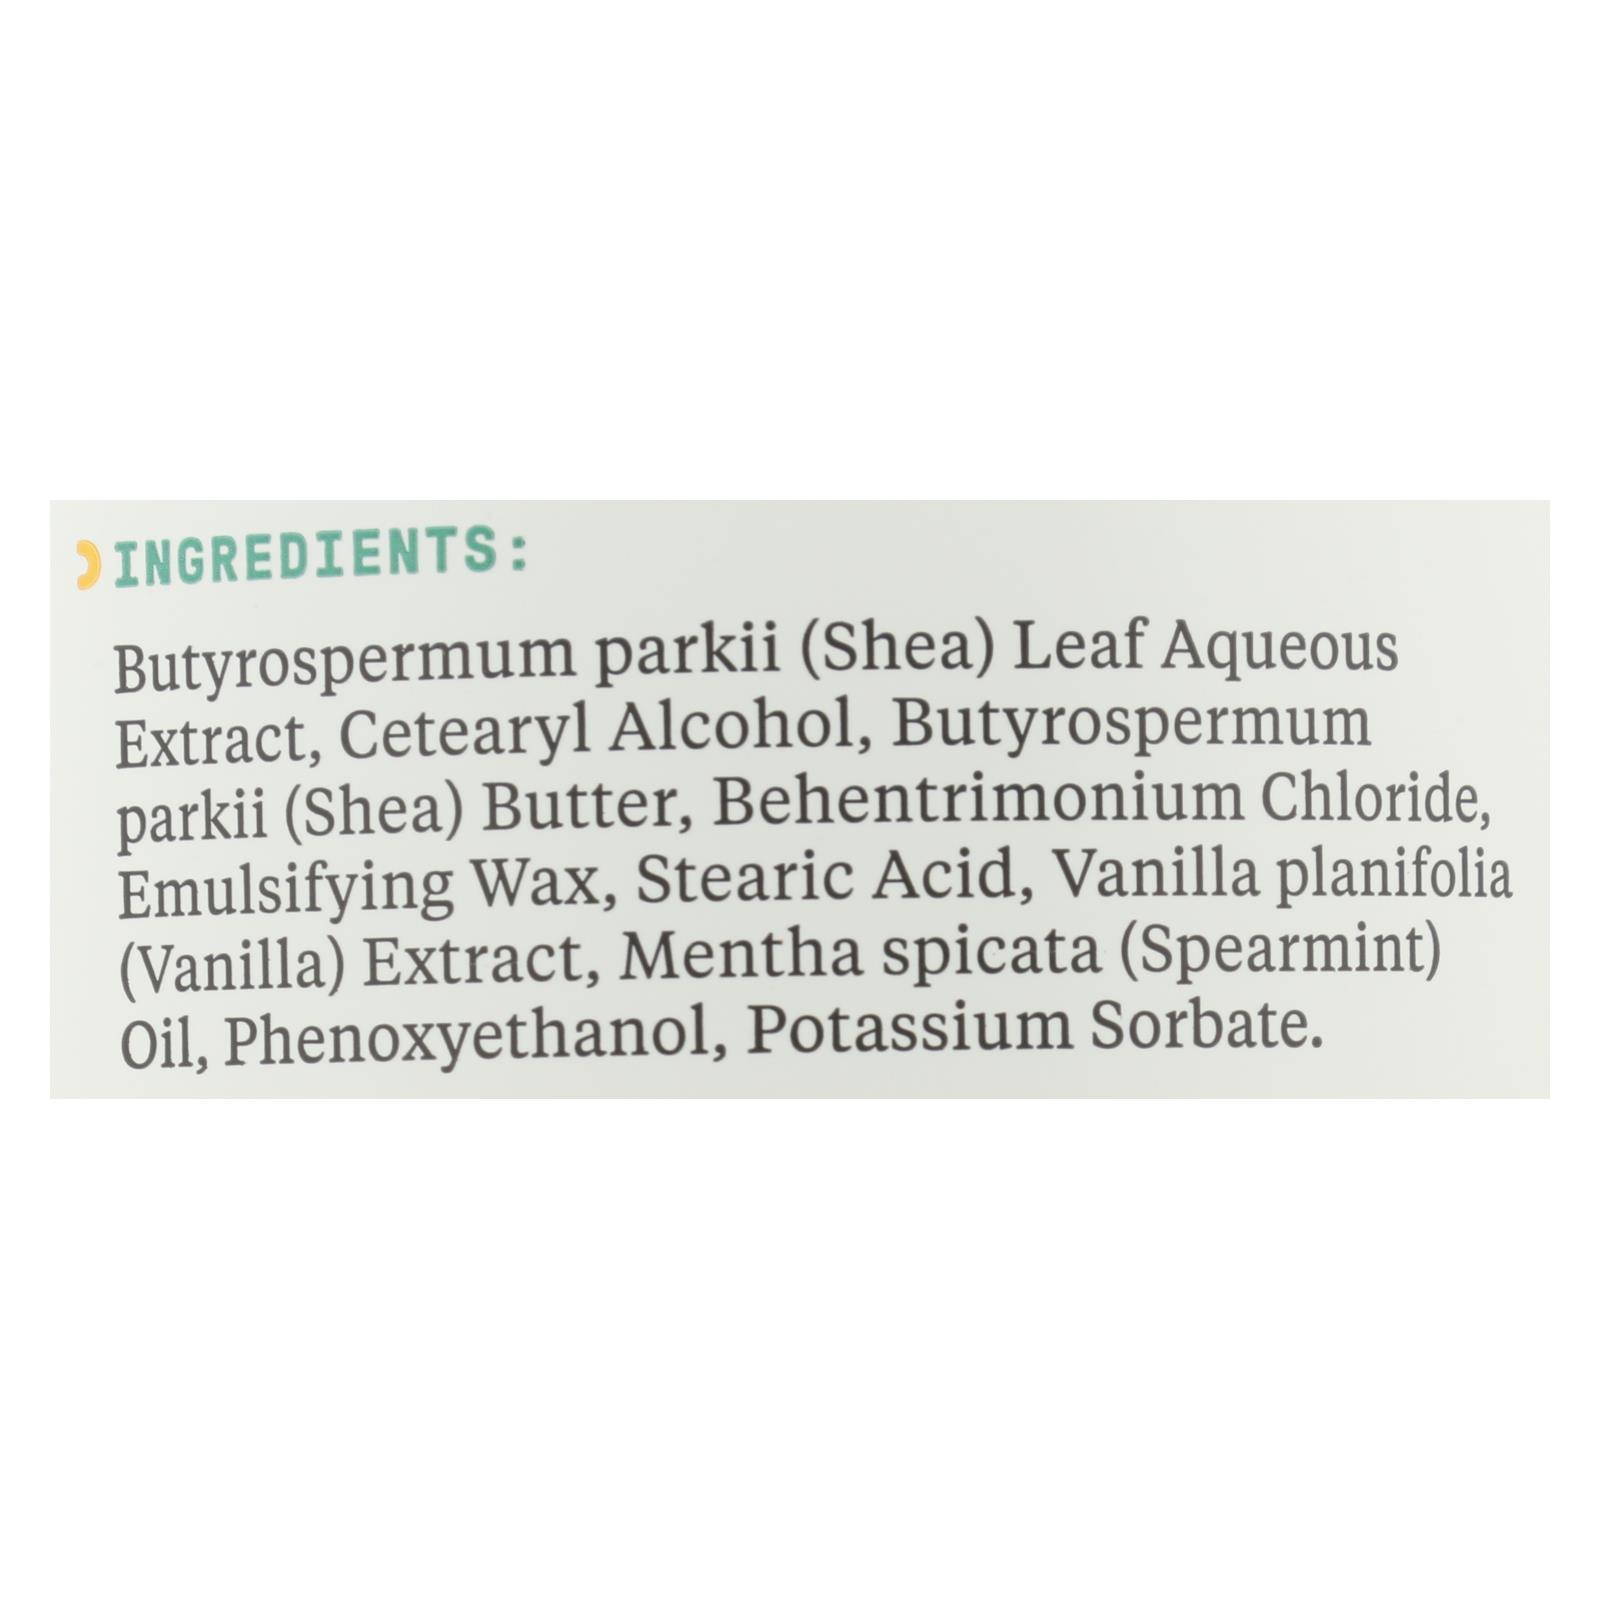 INGREDIENTS:
Butyrospermum parkii (Shea) Leaf Aqueous
Extract, Cetearyl Alcohol, Butyrospermum
parkii (Shea) Butter, Behentrimonium Chloride,
Emulsifying Wax, Stearic Acid, Vanilla planifolia
(Vanilla) Extract, Mentha spicata (Spearmint)
Oil, Phenoxyethanol, Potassium Sorbate.